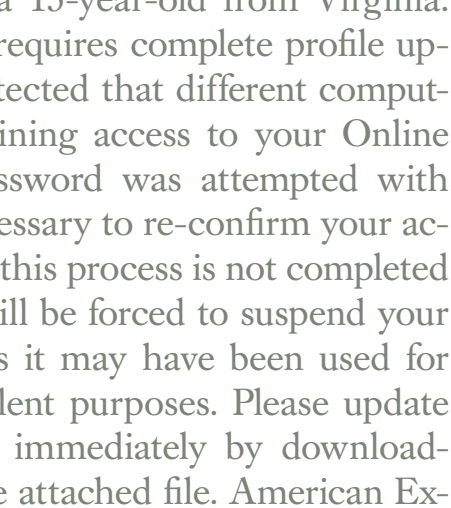 a 15-year-old from Virginia.
requires complete profile up-
tected that different comput-
ining access to your Online
ssword was attempted with
essary to re-confirm your ac-
this process is not completed
ill be forced to suspend your
s it may have been used for
lent purposes. Please update
immediately by download-
e attached file. American Ex-